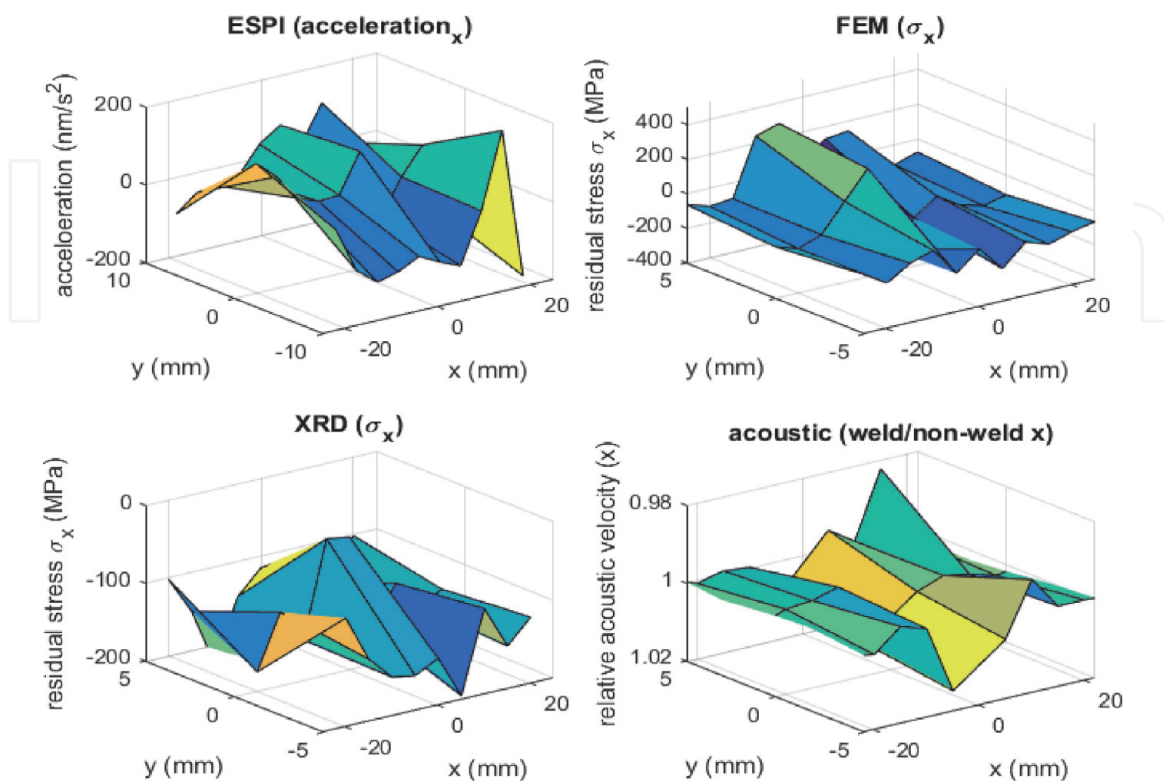 ESPI (acceleration_x)
acceloeration (nm/s²)
200
0
-200
10
0
-10
y (mm)
-20
0
20
x (mm)
FEM (σ_x)
residual stress σ_x (MPa)
400
200
0
-200
-400
5
0
-5
y (mm)
-20
0
20
x (mm)
XRD (σ_x)
residual stress σ_x (MPa)
0
-100
-200
5
0
-5
y (mm)
-20
0
20
x (mm)
acoustic (weld/non-weld x)
relative acoustic velocity (x)
0.98
1
1.02
5
0
-5
y (mm)
-20
0
20
x (mm)